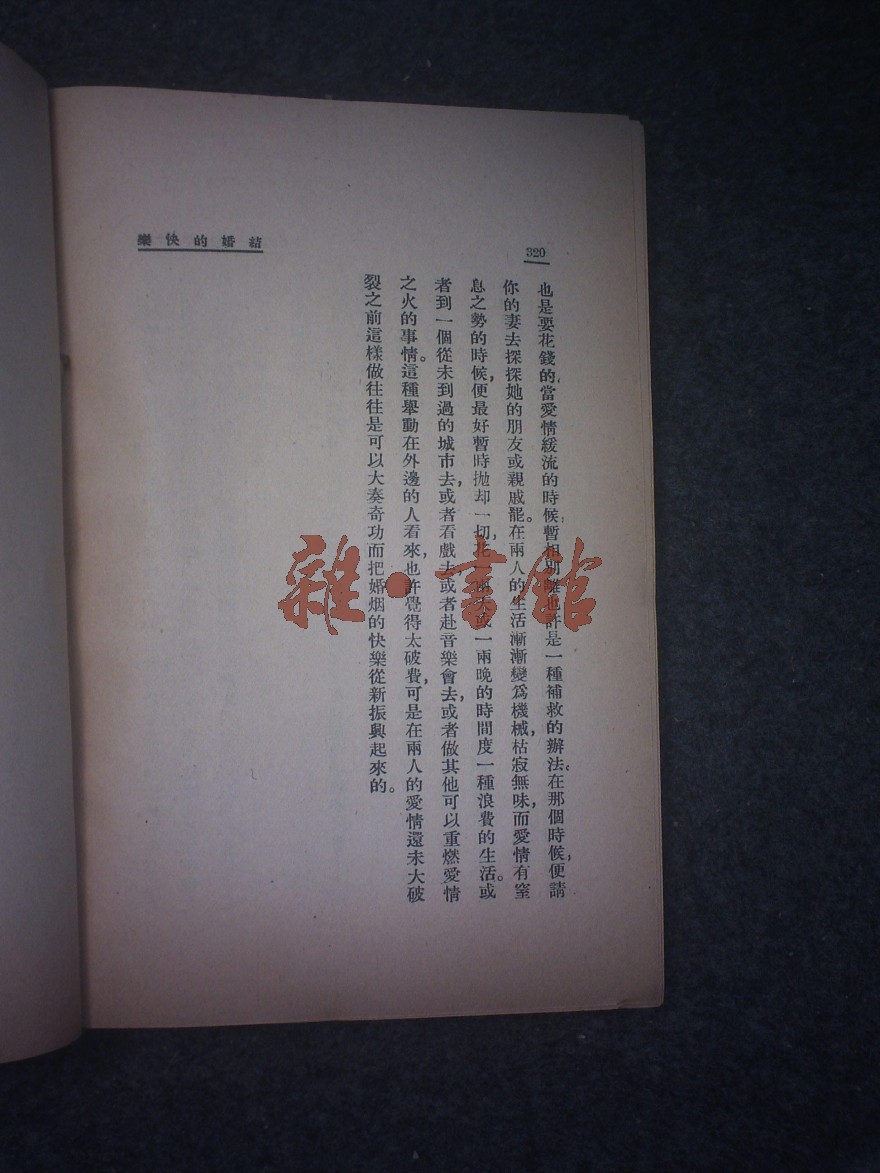 320
樂快的婚結
也是要花錢的。當愛情緩流的時候，暫相別離也許是一種補救的辦法。在那個時候，便請
你的妻去探探她的朋友或親戚罷。在兩人的生活漸漸變爲機械，枯寂無味，而愛情有窒
息之勢的時候，便最好暫時拋却一切，花一兩天或一兩晚的時間度一種浪費的生活。或
者到一個從未到過的城市去，或者看戲去，或者赴音樂會去，或者做其他可以重燃愛情
之火的事情。這種舉動在外邊的人看來，也許覺得太破費，可是在兩人的愛情還未大破
裂之前這樣做往往是可以大奏奇功而把婚烟的快樂從新振興起來的。
雜·書館